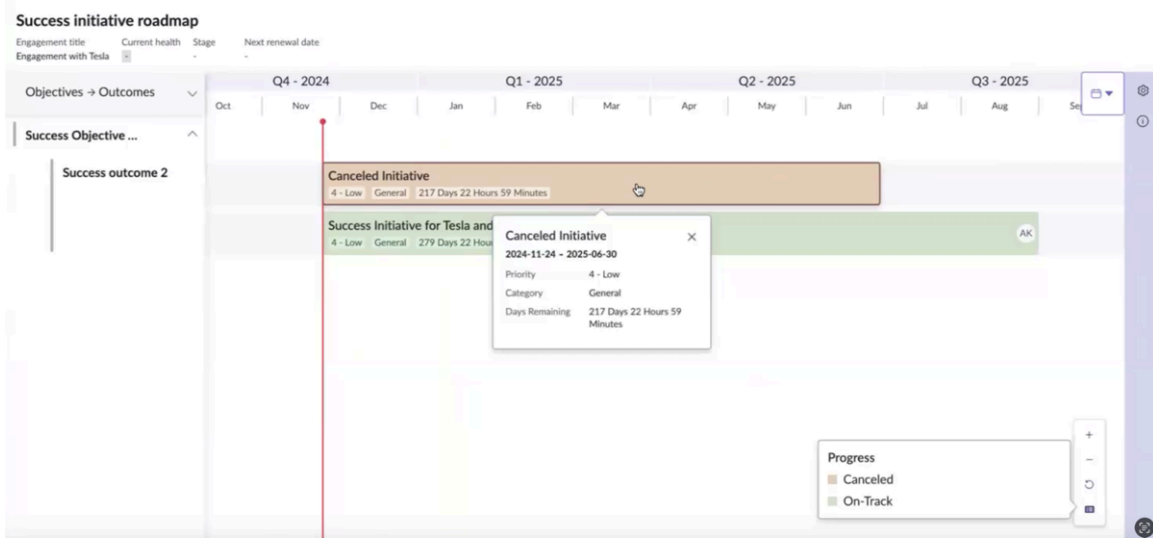 Success initiative roadmap
Engagement title Current health Stage Next renewal date
Engagement with Tesla - - -
Objectives → Outcomes
Q4 - 2024 Q1 - 2025 Q2 - 2025 Q3 - 2025
Oct Nov Dec Jan Feb Mar Apr May Jun Jul Aug
Success Objective ...
Success outcome 2
Canceled Initiative
4 - Low General 217 Days 22 Hours 59 Minutes
Success Initiative for Tesla and
4 - Low General 279 Days 22
AK
Canceled Initiative
2024-11-24 – 2025-06-30
Priority 4 - Low
Category General
Days Remaining 217 Days 22 Hours 59
Minutes
Progress
Canceled
On-Track